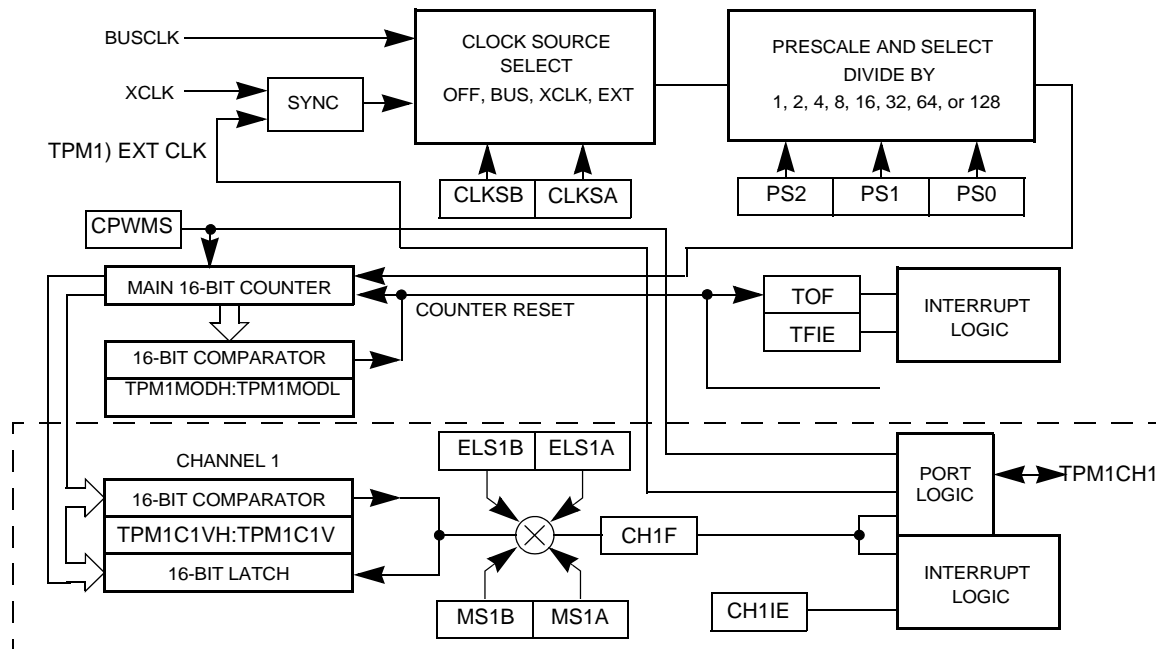 BUSCLK
CLOCK SOURCE
SELECT
OFF, BUS, XCLK, EXT
PRESCALE AND SELECT
DIVIDE BY
1, 2, 4, 8, 16, 32, 64, or 128
XCLK
SYNC
TPM1) EXT CLK
CLKSB
CLKSA
PS2
PS1
PS0
CPWMS
MAIN 16-BIT COUNTER
COUNTER RESET
TOF
TFIE
INTERRUPT
LOGIC
16-BIT COMPARATOR
TPM1MODH:TPM1MODL
CHANNEL 1
ELS1B
ELS1A
PORT
LOGIC
TPM1CH1
16-BIT COMPARATOR
TPM1C1VH:TPM1C1V
16-BIT LATCH
CH1F
INTERRUPT
LOGIC
MS1B
MS1A
CH1IE